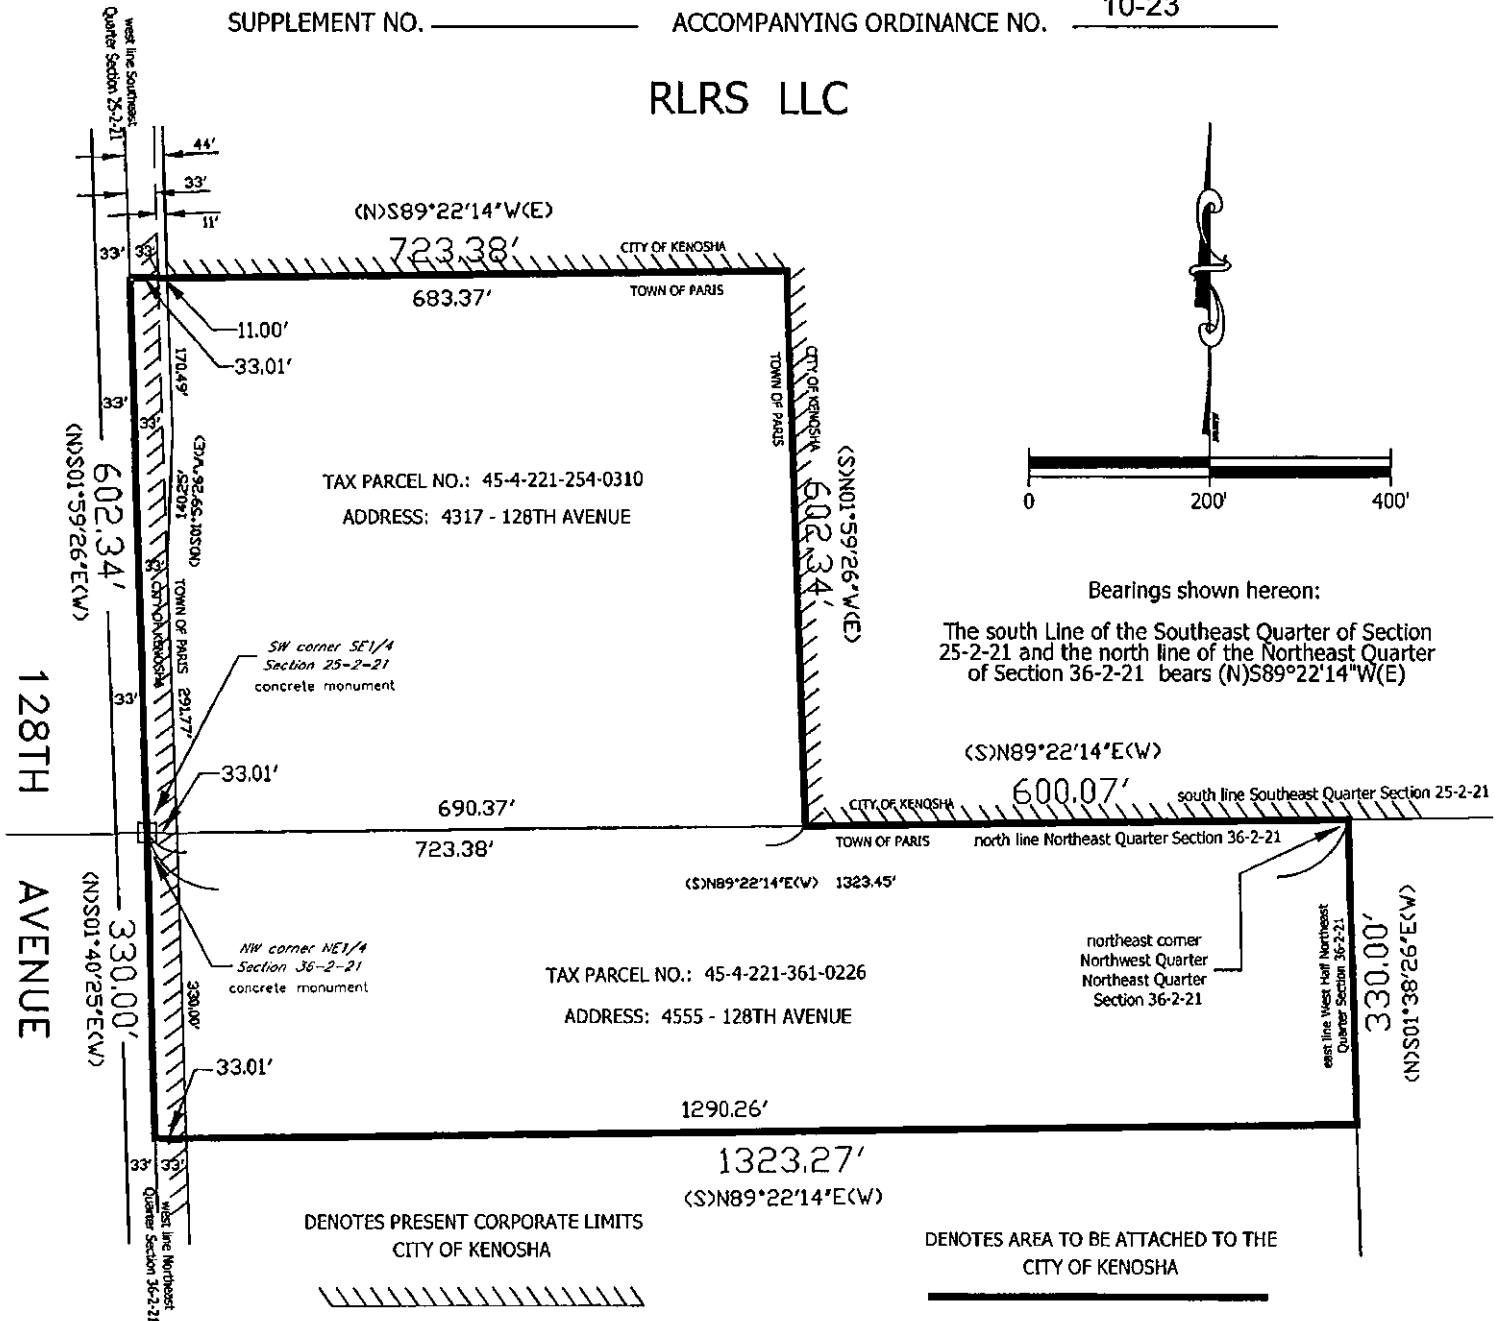 SUPPLEMENT NO. ACCOMPANYING ORDINANCE NO. 10-23
RLRS LLC
west line Southeast
Quarter Section 25-2-21
44'
33'
11'
33'
33'
(N)S89°22'14"W(E)
723.38'
CITY OF KENOSHA
683.37'
TOWN OF PARIS
11.00'
33.01'
170.49'
33'
33'
CITY OF KENOSHA
TOWN OF PARIS
(N)S01°59'26"E(W)
602.34'
140.25'
TAX PARCEL NO.: 45-4-221-254-0310
ADDRESS: 4317 - 128TH AVENUE
(S)N01°59'26"W(E)
602.34'
0
200'
400'
33'
CITY OF KENOSHA
TOWN OF PARIS
291.77'
Bearings shown hereon:
The south Line of the Southeast Quarter of Section
25-2-21 and the north line of the Northeast Quarter
of Section 36-2-21 bears (N)S89°22'14"W(E)
SW corner SE1/4
Section 25-2-21
concrete monument
33'
128TH AVENUE
33.01'
690.37'
723.38'
(S)N89°22'14"E(W)
600.07'
south line Southeast Quarter Section 25-2-21
CITY OF KENOSHA
TOWN OF PARIS
north line Northeast Quarter Section 36-2-21
(S)N89°22'14"E(W) 1323.45'
(N)S01°40'25"E(W)
330.00'
NW corner NE1/4
Section 36-2-21
concrete monument
330.00'
TAX PARCEL NO.: 45-4-221-361-0226
ADDRESS: 4555 - 128TH AVENUE
northeast corner
Northwest Quarter
Northeast Quarter
Section 36-2-21
east line West Half Northeast
Quarter Section 36-2-21
330.00'
(N)S01°38'26"E(W)
33.01'
1290.26'
1323.27'
(S)N89°22'14"E(W)
33'
33'
west line Northeast
Quarter Section 36-2-21
DENOTES PRESENT CORPORATE LIMITS
CITY OF KENOSHA
DENOTES AREA TO BE ATTACHED TO THE
CITY OF KENOSHA